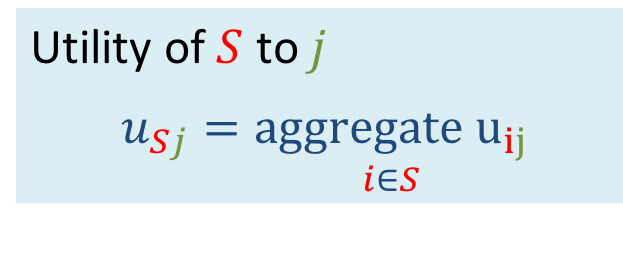 Utility of S to j
u_Sj = aggregate u_ij
i∈S